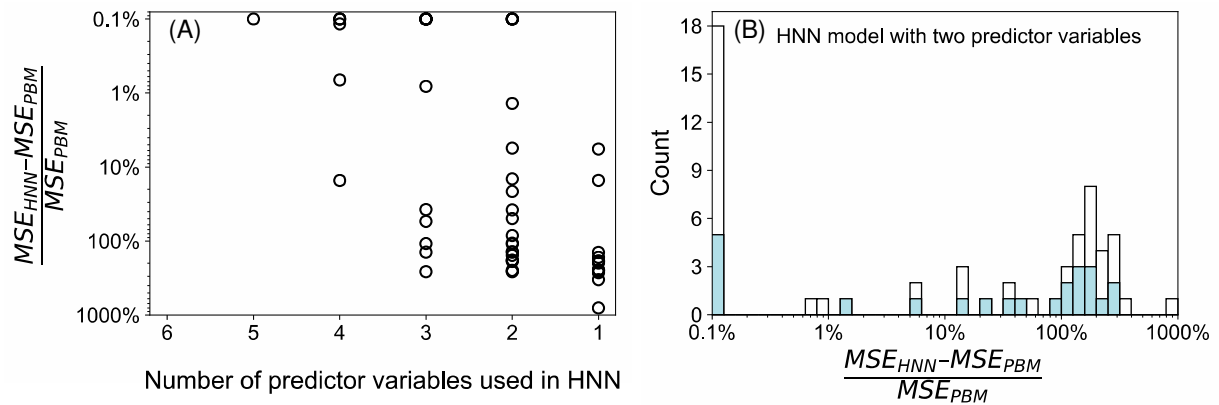 (A)
0.1%
1%
10%
100%
1000%
MSE_HNN–MSE_PBM
MSE_PBM
6 5 4 3 2 1
Number of predictor variables used in HNN
(B) HNN model with two predictor variables
18
15
12
9
6
3
0
Count
0.1% 1% 10% 100% 1000%
MSE_HNN–MSE_PBM
MSE_PBM